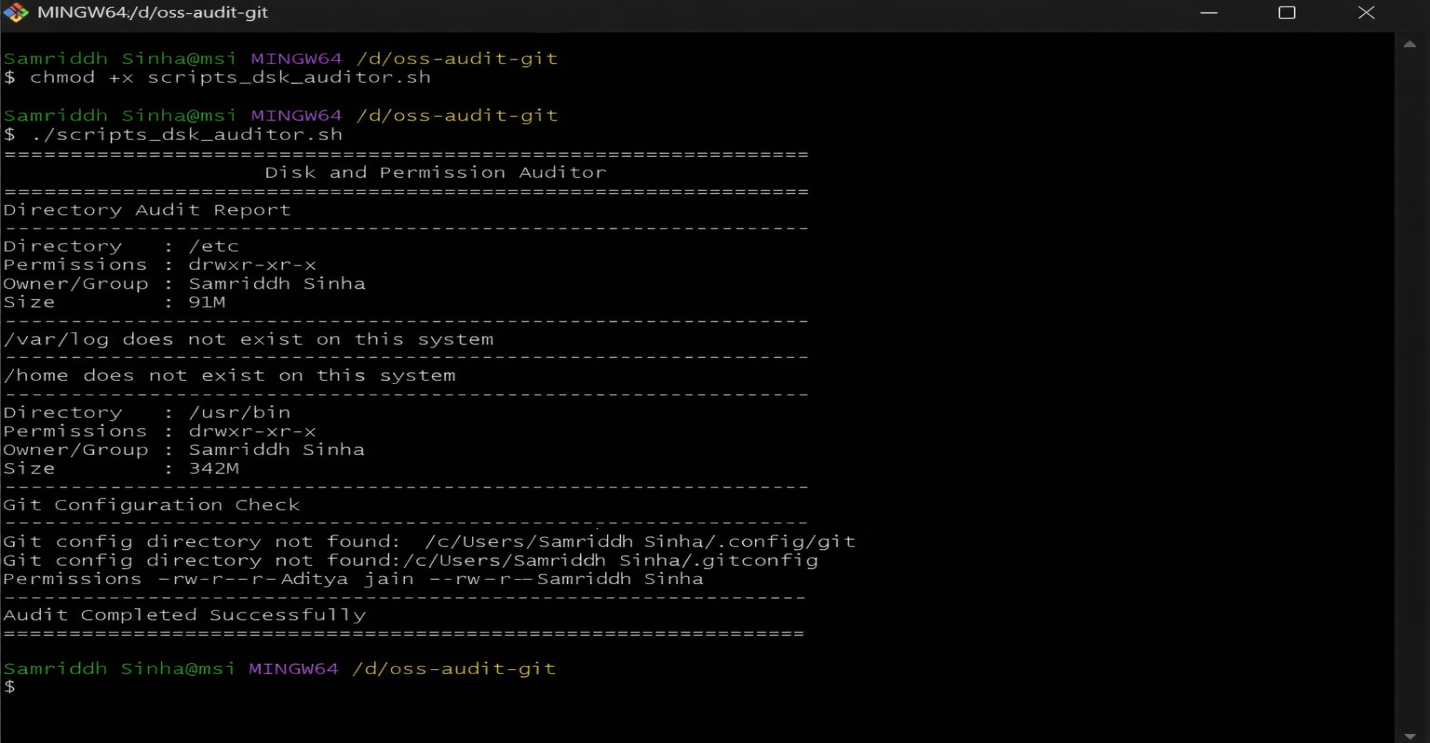 MINGW64:/d/oss-audit-git
Samriddh Sinha@msi MINGW64 /d/oss-audit-git
$ chmod +x scripts_dsk_auditor.sh
Samriddh Sinha@msi MINGW64 /d/oss-audit-git
$ ./scripts_dsk_auditor.sh
=================================================================
Disk and Permission Auditor
=================================================================
Directory Audit Report
-----------------------------------------------------------------
Directory : /etc
Permissions : drwxr-xr-x
Owner/Group : Samriddh Sinha
Size : 91M
-----------------------------------------------------------------
/var/log does not exist on this system
-----------------------------------------------------------------
/home does not exist on this system
-----------------------------------------------------------------
Directory : /usr/bin
Permissions : drwxr-xr-x
Owner/Group : Samriddh Sinha
Size : 342M
-----------------------------------------------------------------
Git Configuration Check
-----------------------------------------------------------------
Git config directory not found: /c/Users/Samriddh Sinha/.config/git
Git config directory not found:/c/Users/Samriddh Sinha/.gitconfig
Permissions -rw-r--r-Aditya jain --rw-r--Samriddh Sinha
-----------------------------------------------------------------
Audit Completed Successfully
=================================================================
Samriddh Sinha@msi MINGW64 /d/oss-audit-git
$